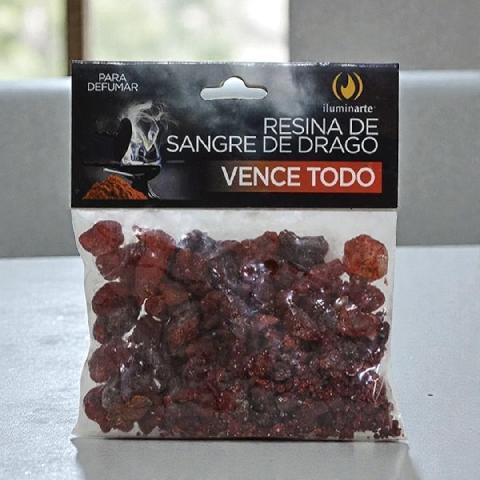 PARA
DEFUMAR
iluminarte
RESINA DE
SANGRE DE DRAGO
VENCE TODO